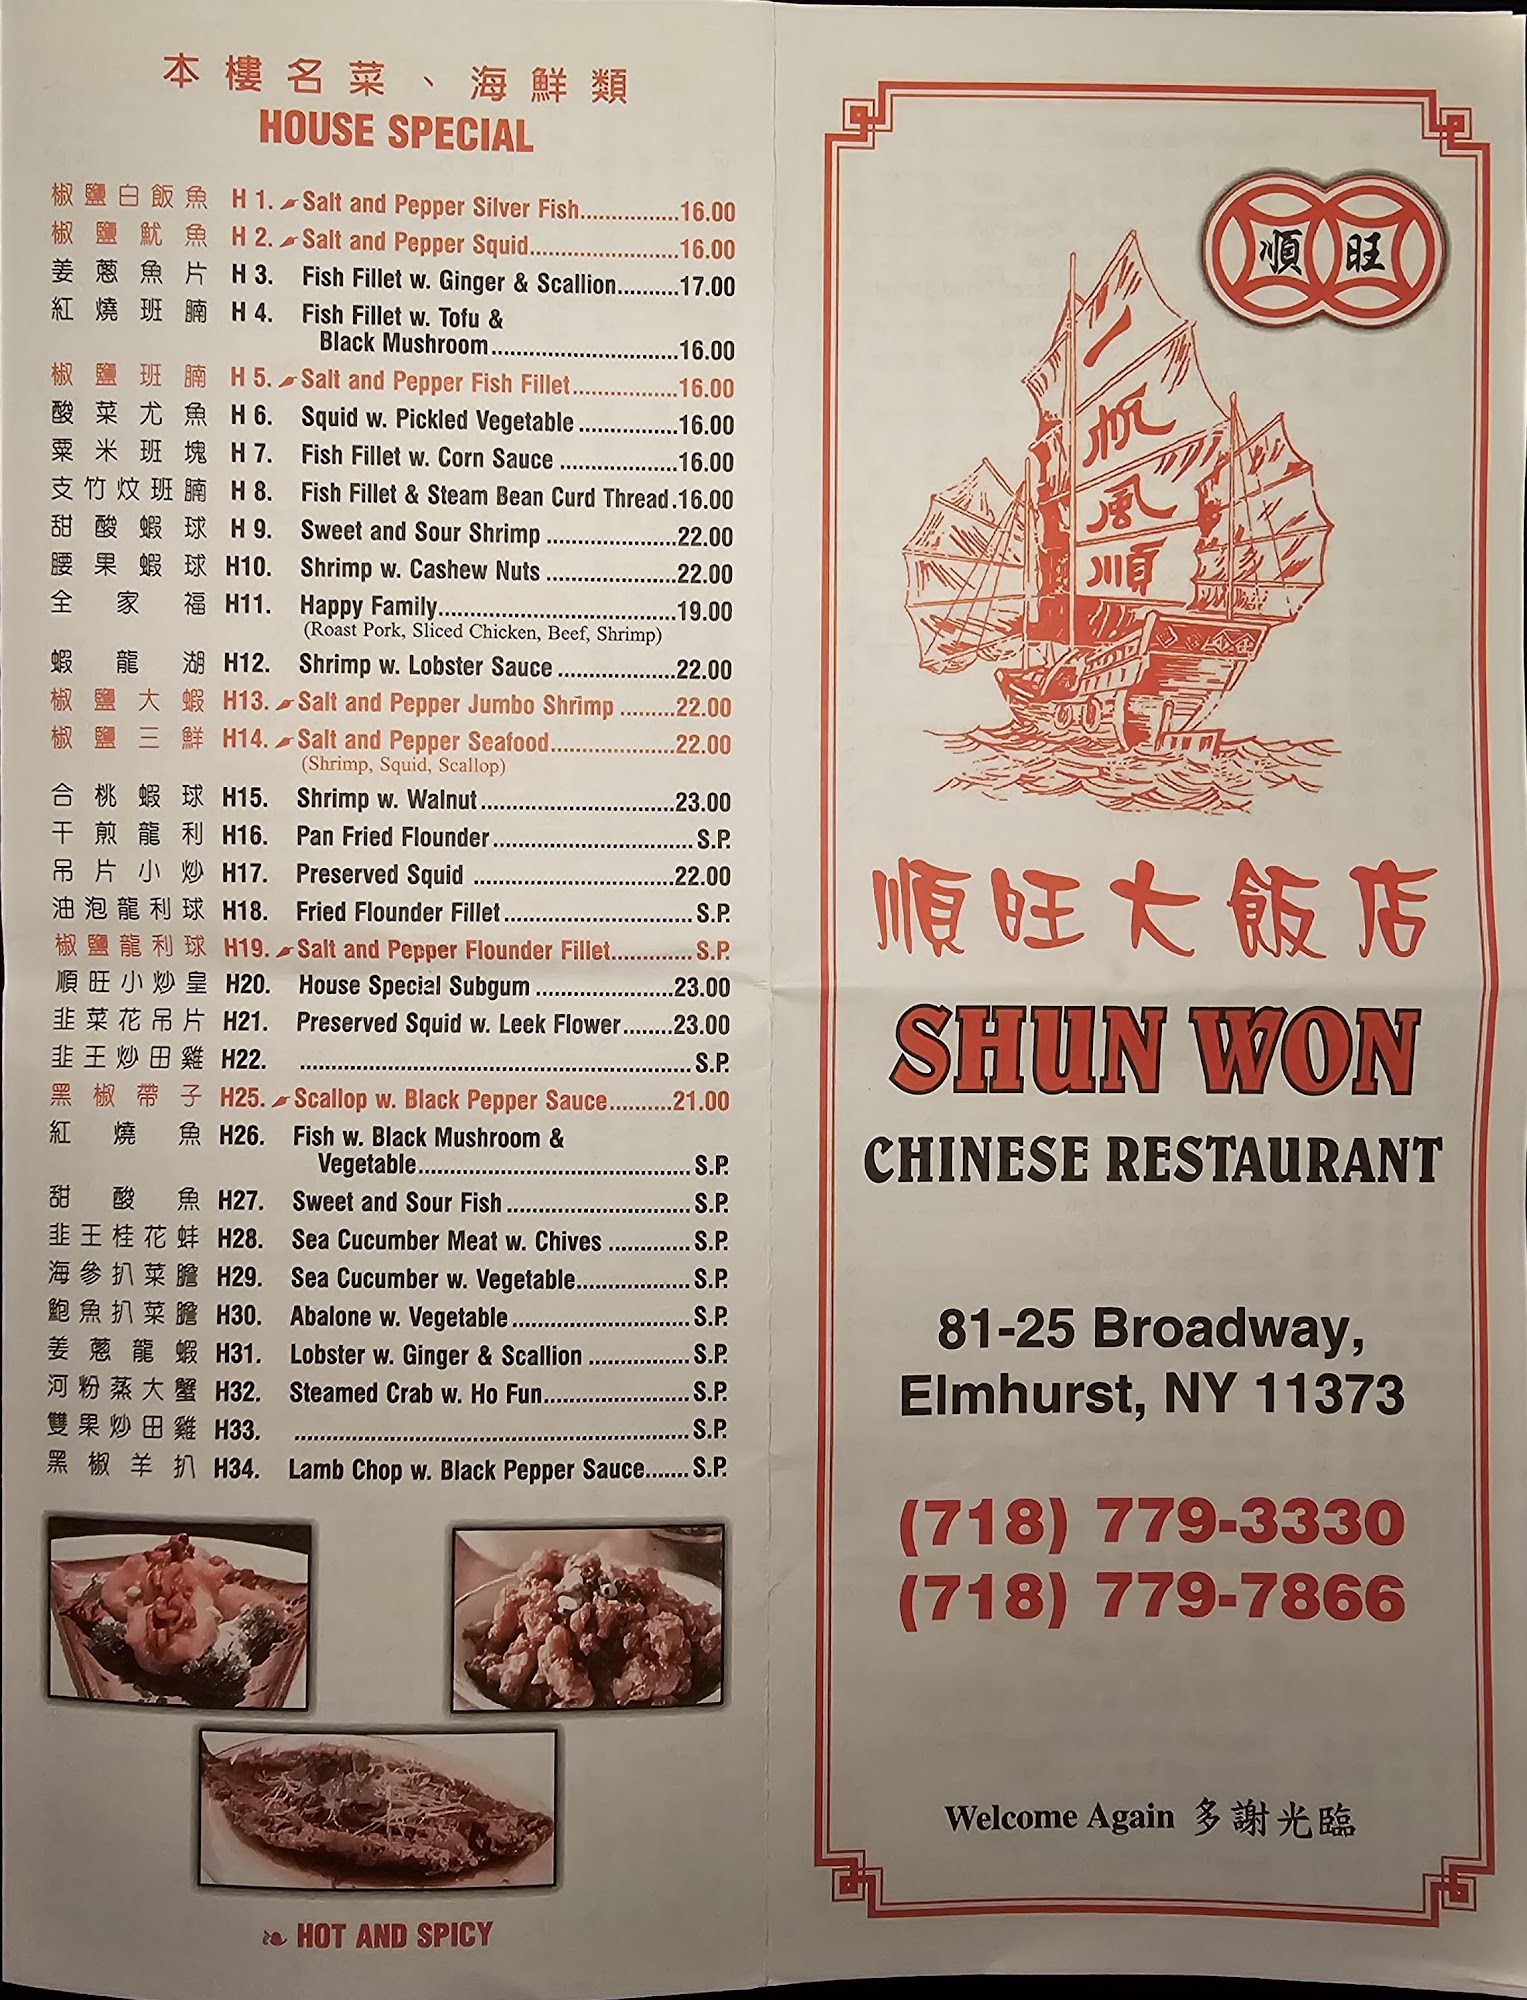 本樓名菜、海鮮類
HOUSE SPECIAL
椒鹽白飯魚 H 1. Salt and Pepper Silver Fish................16.00
椒鹽魷魚 H 2. Salt and Pepper Squid........................16.00
姜蔥魚片 H 3. Fish Fillet w. Ginger & Scallion..........17.00
紅燒班腩 H 4. Fish Fillet w. Tofu &
Black Mushroom..............................16.00
椒鹽班腩 H 5. Salt and Pepper Fish Fillet.................16.00
酸菜尤魚 H 6. Squid w. Pickled Vegetable ................16.00
粟米班塊 H 7. Fish Fillet w. Corn Sauce ...................16.00
支竹炆班腩 H 8. Fish Fillet & Steam Bean Curd Thread.16.00
甜酸蝦球 H 9. Sweet and Sour Shrimp .....................22.00
腰果蝦球 H10. Shrimp w. Cashew Nuts .....................22.00
全家福 H11. Happy Family.......................................19.00
(Roast Pork, Sliced Chicken, Beef, Shrimp)
蝦龍湖 H12. Shrimp w. Lobster Sauce ...................22.00
椒鹽大蝦 H13. Salt and Pepper Jumbo Shrimp .........22.00
椒鹽三鮮 H14. Salt and Pepper Seafood....................22.00
(Shrimp, Squid, Scallop)
合桃蝦球 H15. Shrimp w. Walnut...............................23.00
干煎龍利 H16. Pan Fried Flounder................................ S.P.
吊片小炒 H17. Preserved Squid ................................22.00
油泡龍利球 H18. Fried Flounder Fillet.............................. S.P.
椒鹽龍利球 H19. Salt and Pepper Flounder Fillet............. S.P.
順旺小炒皇 H20. House Special Subgum ......................23.00
韭菜花吊片 H21. Preserved Squid w. Leek Flower........23.00
韭王炒田雞 H22. ............................................................... S.P.
黑椒帶子 H25. Scallop w. Black Pepper Sauce..........21.00
紅燒魚 H26. Fish w. Black Mushroom &
Vegetable............................................ S.P.
甜酸魚 H27. Sweet and Sour Fish.............................. S.P.
韭王桂花蚌 H28. Sea Cucumber Meat w. Chives ............. S.P.
海參扒菜膽 H29. Sea Cucumber w. Vegetable.................. S.P.
鮑魚扒菜膽 H30. Abalone w. Vegetable............................. S.P.
姜蔥龍蝦 H31. Lobster w. Ginger & Scallion ................ S.P.
河粉蒸大蟹 H32. Steamed Crab w. Ho Fun........................ S.P.
雙果炒田雞 H33. ................................................................ S.P.
黑椒羊扒 H34. Lamb Chop w. Black Pepper Sauce....... S.P.
HOT AND SPICY
順旺
一帆風順
順旺大飯店
SHUN WON
CHINESE RESTAURANT
81-25 Broadway,
Elmhurst, NY 11373
(718) 779-3330
(718) 779-7866
Welcome Again 多謝光臨